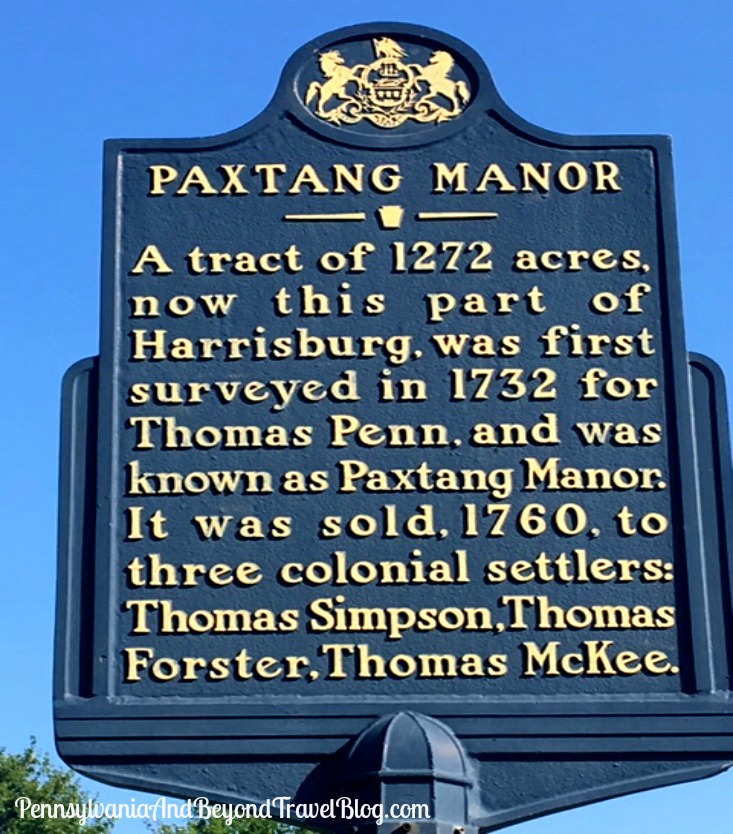 PAXTANG MANOR
A tract of 1272 acres,
now this part of
Harrisburg, was first
surveyed in 1732 for
Thomas Penn, and was
known as Paxtang Manor.
It was sold, 1760, to
three colonial settlers:
Thomas Simpson, Thomas
Forster, Thomas McKee.
PennsylvaniaAndBeyondTravelBlog.com